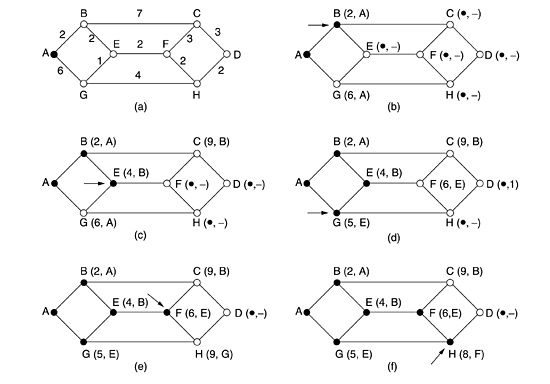 B 7 C
2 2 3 3
A E 2 F D
6 1 2 2
G 4 H
(a)
B (2, A) C (●, –)
A E (●, –) F (●, –) D (●, –)
G (6, A) H (●, –)
(b)
B (2, A) C (9, B)
A E (4, B) F (●, –) D (●,–)
G (6, A) H (●, –)
(c)
B (2, A) C (9, B)
A E (4, B) F (6, E) D (●,1)
G (5, E) H (●, –)
(d)
B (2, A) C (9, B)
A E (4, B) F (6, E) D (●,–)
G (5, E) H (9, G)
(e)
B (2, A) C (9, B)
A E (4, B) F (6,E) D (●,–)
G (5, E) H (8, F)
(f)